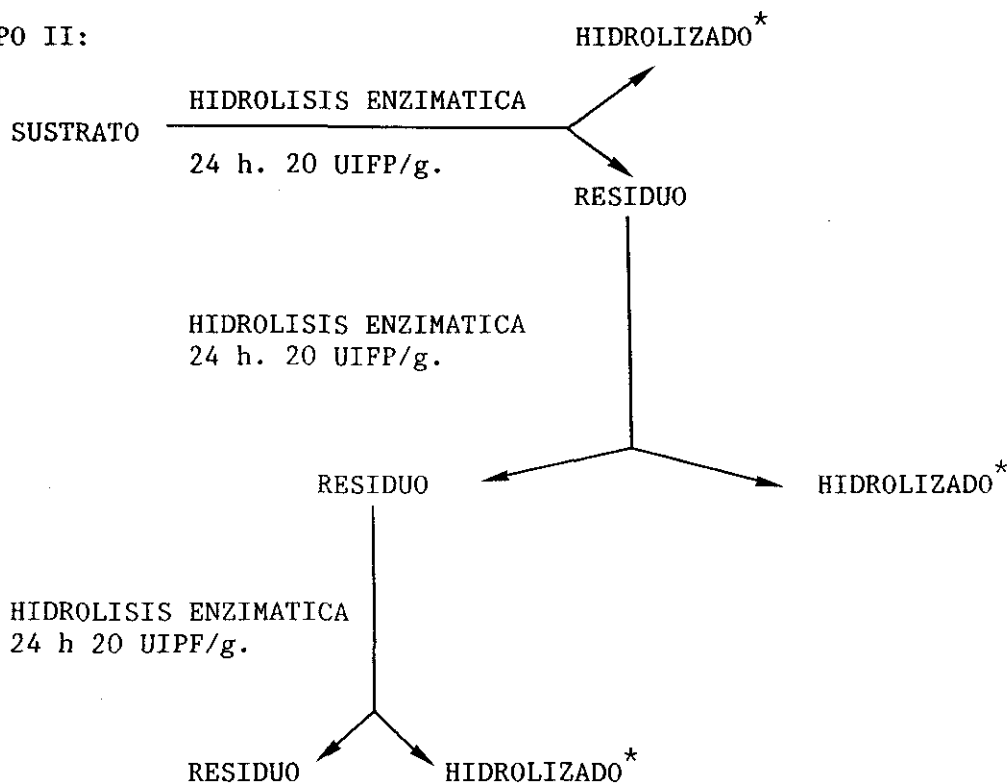 PO II:
HIDROLIZADO*
HIDROLISIS ENZIMATICA
SUSTRATO
24 h. 20 UIFP/g.
RESIDUO
HIDROLISIS ENZIMATICA
24 h. 20 UIFP/g.
RESIDUO
HIDROLIZADO*
HIDROLISIS ENZIMATICA
24 h 20 UIPF/g.
RESIDUO
HIDROLIZADO*